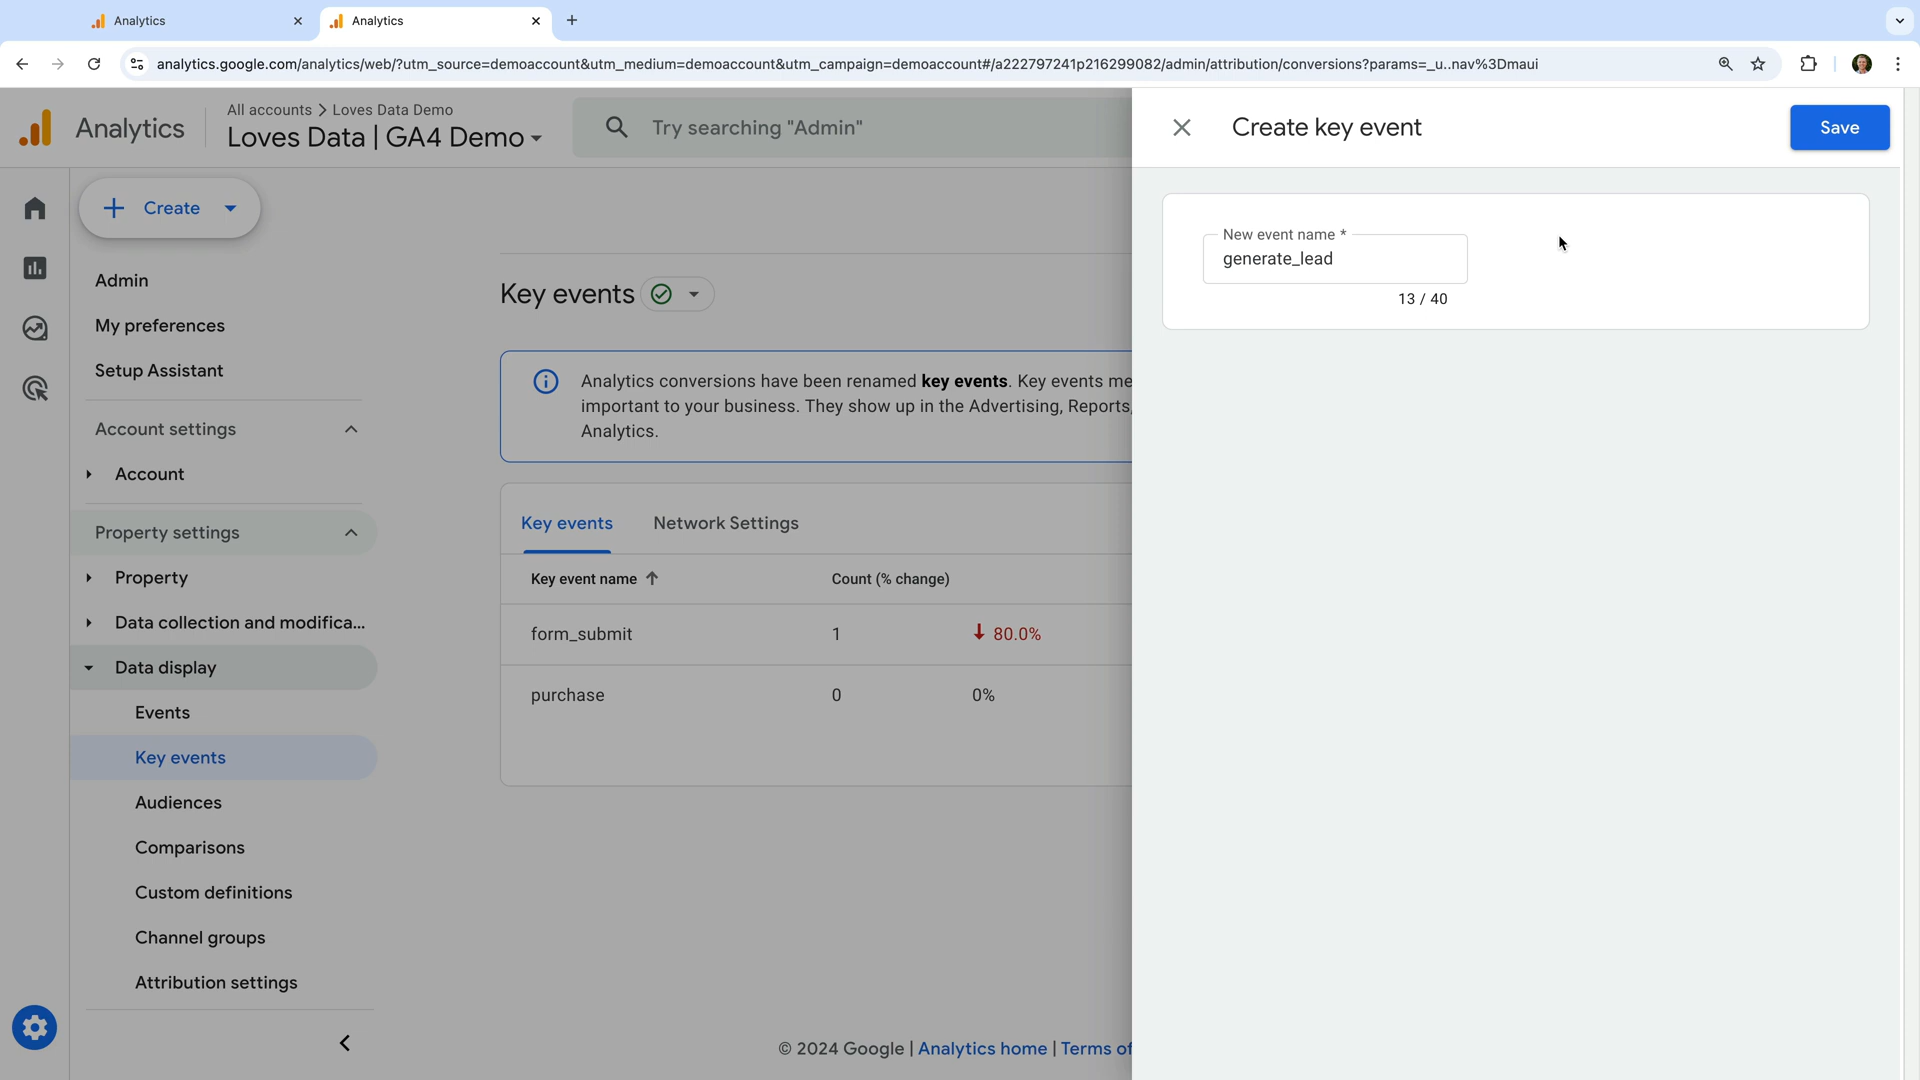 Analytics
Analytics
analytics.google.com/analytics/web/?utm_source=demoaccount&utm_medium=demoaccount&utm_campaign=demoaccount#/a222797241p216299082/admin/attribution/conversions?params=_u..nav%3Dmaui
Analytics
All accounts > Loves Data Demo
Loves Data | GA4 Demo
Try searching "Admin"
Create key event
Save
New event name *
generate_lead
13 / 40
Create
Admin
My preferences
Setup Assistant
Account settings
Account
Property settings
Property
Data collection and modifica...
Data display
Events
Key events
Audiences
Comparisons
Custom definitions
Channel groups
Attribution settings
Key events
Analytics conversions have been renamed key events. Key events me
important to your business. They show up in the Advertising, Reports,
Analytics.
Key events Network Settings
Key event name Count (% change)
form_submit 1 80.0%
purchase 0 0%
© 2024 Google | Analytics home | Terms of